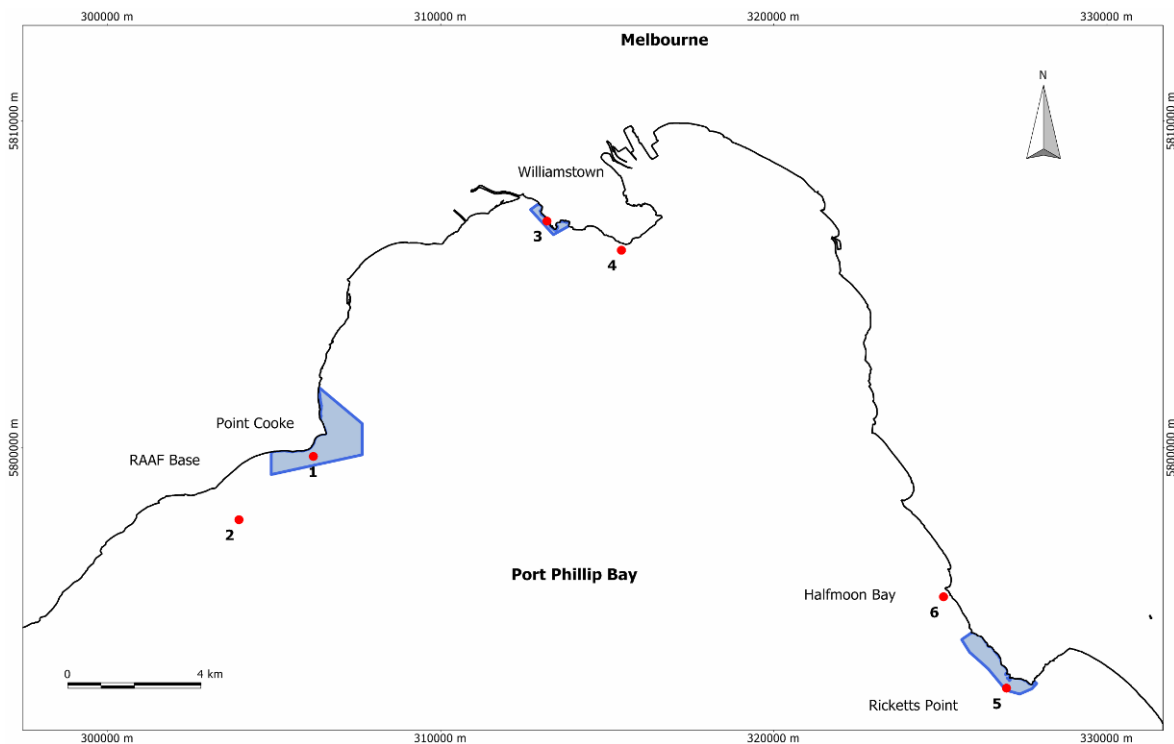 300000 m
310000 m
320000 m
330000 m
Melbourne
N
5810000 m
5810000 m
Williamstown
3
4
Point Cooke
RAAF Base
5800000 m
5800000 m
1
2
Port Phillip Bay
Halfmoon Bay
6
0
4 km
Ricketts Point
5
300000 m
310000 m
320000 m
330000 m